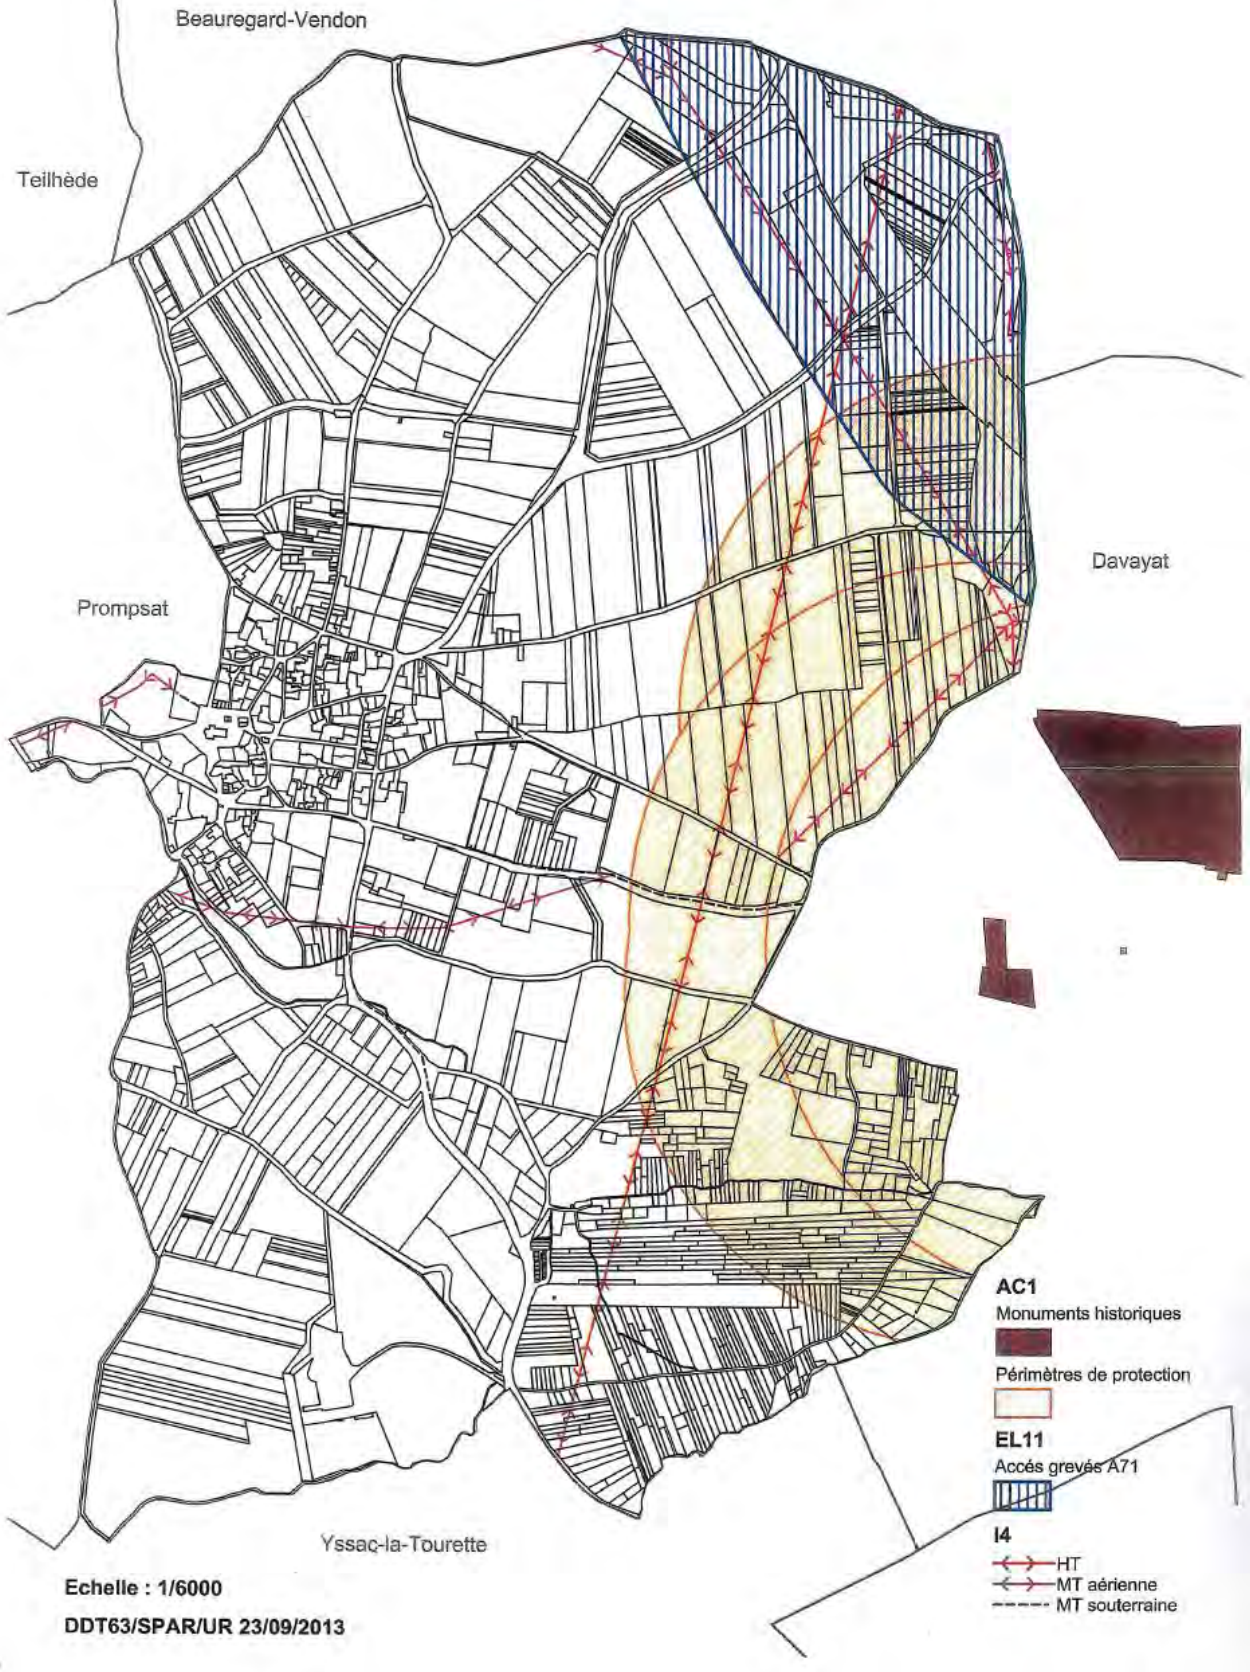 Beauregard-Vendon
Teilhède
Davayat
Prompsat
AC1
Monuments historiques
Périmètres de protection
EL11
Accés grevés A71
I4
HT
MT aérienne
MT souterraine
Yssac-la-Tourette
Echelle : 1/6000
DDT63/SPAR/UR 23/09/2013